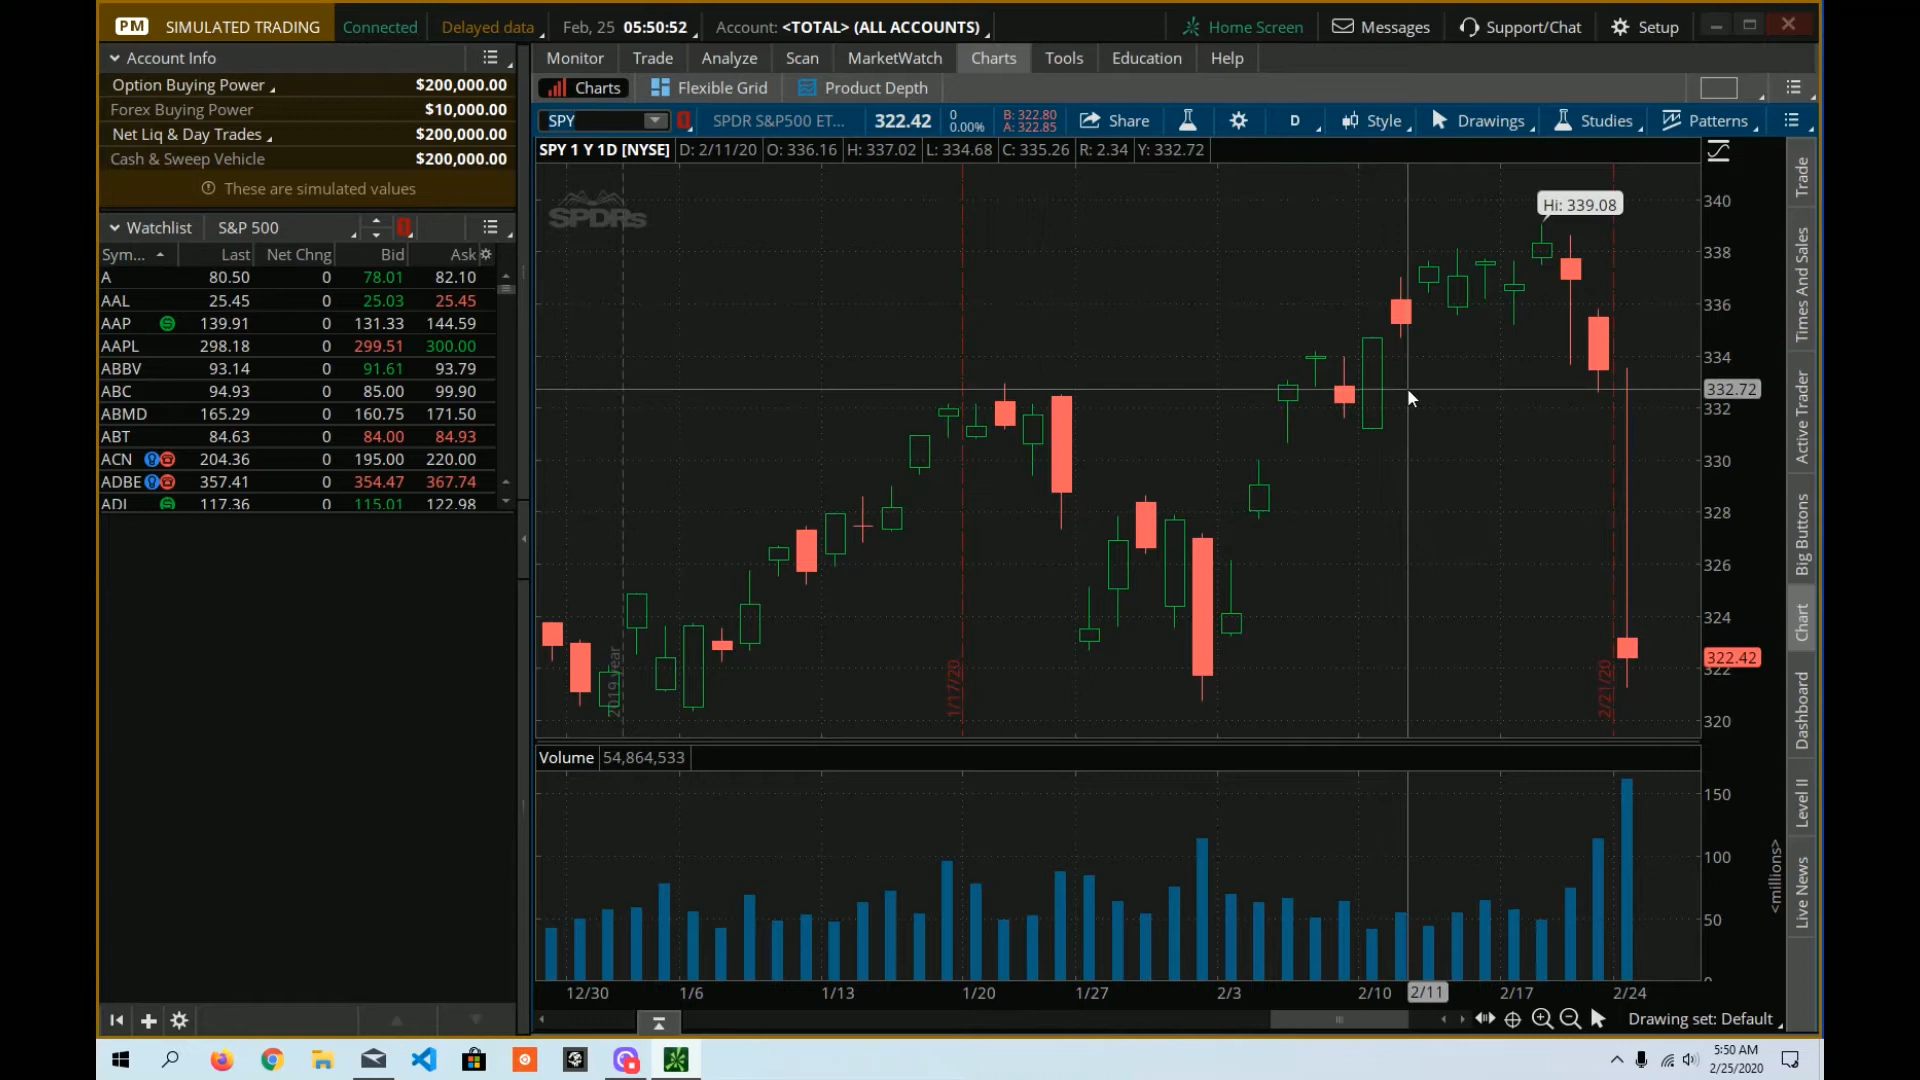 PM SIMULATED TRADING Connected Delayed data Feb, 25 05:50:52 Account: <TOTAL> (ALL ACCOUNTS) Home Screen Messages Support/Chat Setup
Account Info
Option Buying Power $200,000.00
Forex Buying Power $10,000.00
Net Liq & Day Trades $200,000.00
Cash & Sweep Vehicle $200,000.00
These are simulated values
Watchlist S&P 500
Sym... Last Net Chng Bid Ask
A 80.50 0 78.01 82.10
AAL 25.45 0 25.03 25.45
AAP 139.91 0 131.33 144.59
AAPL 298.18 0 299.51 300.00
ABBV 93.14 0 91.61 93.79
ABC 94.93 0 85.00 99.90
ABMD 165.29 0 160.75 171.50
ABT 84.63 0 84.00 84.93
ACN 204.36 0 195.00 220.00
ADBE 357.41 0 354.47 367.74
ADI 117.36 0 115.01 122.98
Monitor Trade Analyze Scan MarketWatch Charts Tools Education Help
Charts Flexible Grid Product Depth
SPY SPDR S&P500 ET... 322.42 0 0.00% B: 322.80 A: 322.85 Share D Style Drawings Studies Patterns
SPY 1 Y 1D [NYSE] D: 2/11/20 O: 336.16 H: 337.02 L: 334.68 C: 335.26 R: 2.34 Y: 332.72
SPDRs
Hi: 339.08
340
338
336
334
332.72
332
330
328
326
324
322.42
322
320
2019 year
1/17/20
2/21/20
Volume 54,864,533
150
100
50
<millions>
12/30 1/6 1/13 1/20 1/27 2/3 2/10 2/11 2/17 2/24
Drawing set: Default
Trade
Times And Sales
Active Trader
Big Buttons
Chart
Dashboard
Level II
Live News
5:50 AM
2/25/2020